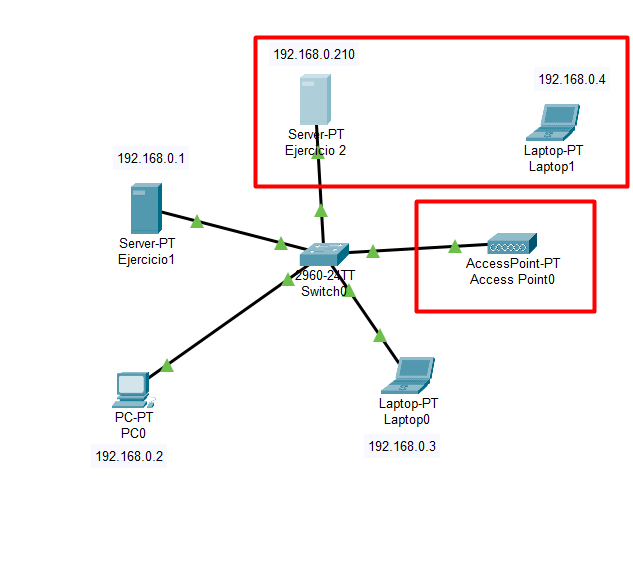 192.168.0.210
Server-PT
Ejercicio 2
192.168.0.4
Laptop-PT
Laptop1
192.168.0.1
Server-PT
Ejercicio1
2960-24TT
Switch0
AccessPoint-PT
Access Point0
PC-PT
PC0
192.168.0.2
Laptop-PT
Laptop0
192.168.0.3